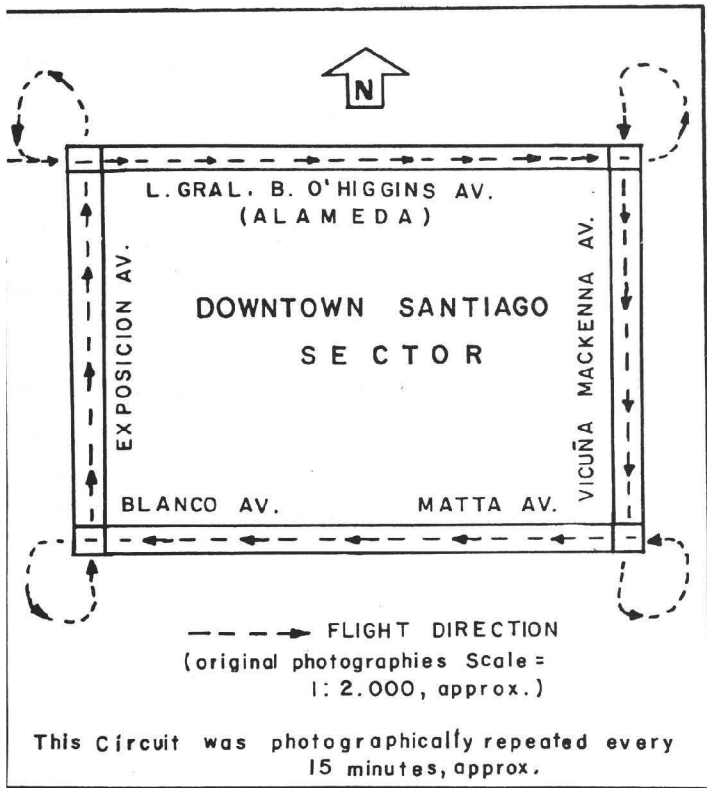 N
L. GRAL. B. O'HIGGINS AV.
(ALAMEDA)
EXPOSICION AV.
VICUÑA MACKENNA AV.
DOWNTOWN SANTIAGO
SECTOR
BLANCO AV.
MATTA AV.
FLIGHT DIRECTION
(original photographies Scale =
1: 2.000, approx.)
This Circuit was photographically repeated every
15 minutes, approx.